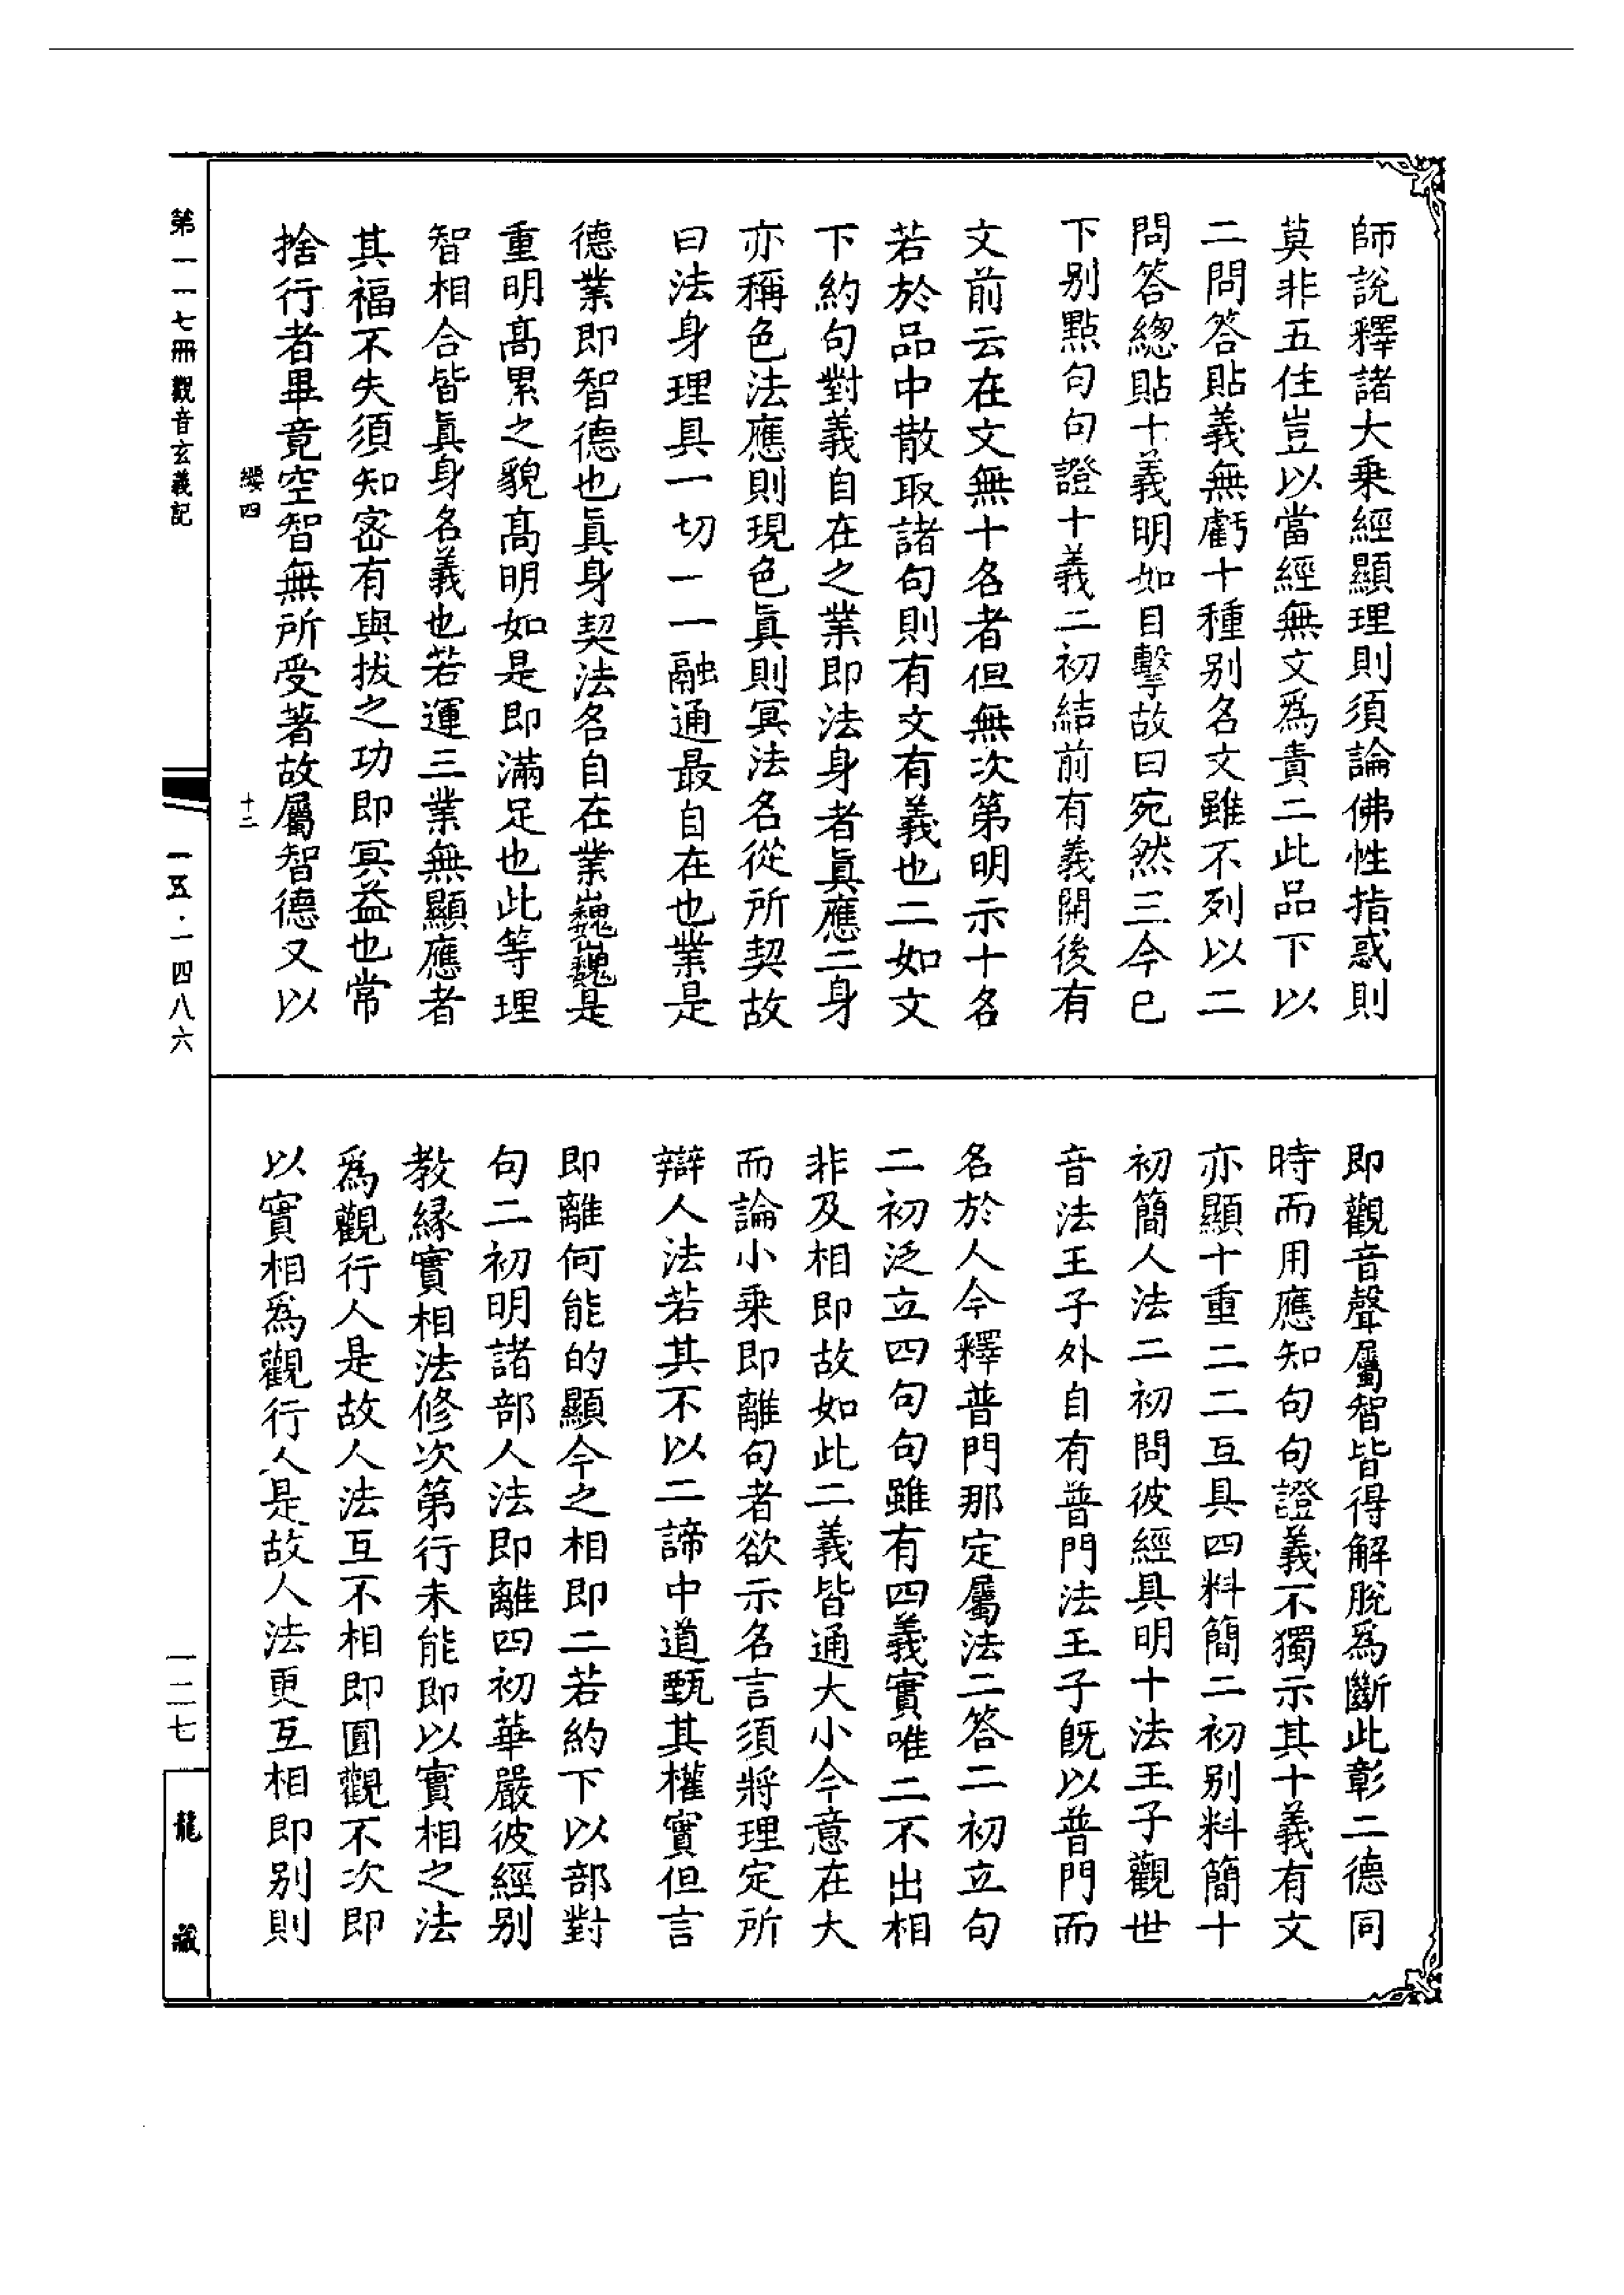 師說釋諸大乗經顯理則須論佛性指惑則
莫非五住豈以當經無文爲責二此品下以
二問答貼義無虧十種别名文雖不列以二
問答緫貼十義明如目擊故曰宛然三今已
下别點句句證十義二初結前有義開後有
文前云在文無十名者但無次第明示十名
若於品中散取諸句則有文有義也二如文
下約句對義自在之業即法身者眞應二身
亦稱色法應則現色眞則冥法名從所契故
曰法身理具一切一一融通最自在也業是
德業即智德也眞身契法名自在業巍巍是
重明髙累之貌髙明如是即滿足也此等理
智相合皆眞身名義也若運三業無顯應者
其福不失須知宻有與拔之功即冥益也常
捨行者畢竟空智無所受著故屬智德又以
即觀音聲屬智皆得解脫爲斷此彰二德同
時而用應知句句證義不獨示其十義有文
亦顯十重二二互具四料簡二初别料簡十
初簡人法二初問彼經具明十法王子觀世
音法王子外自有普門法王子旣以普門而
名於人今釋普門那定屬法二答二初立句
二初泛立四句句雖有四義實唯二不出相
非及相即故如此二義皆通大小今意在大
而論小乗即離句者欲示名言須將理定所
辯人法若其不以二諦中道甄其權實但言
即離何能的顯今之相即二若約下以部對
句二初明諸部人法即離四初華嚴彼經别
教緣實相法修次第行未能即以實相之法
爲觀行人是故人法互不相即圓觀不次即
以實相爲觀行人是故人法更互相即别則
纓四
十二
第一一七冊 觀音玄義記
一五·一四八六
一二七
龍藏